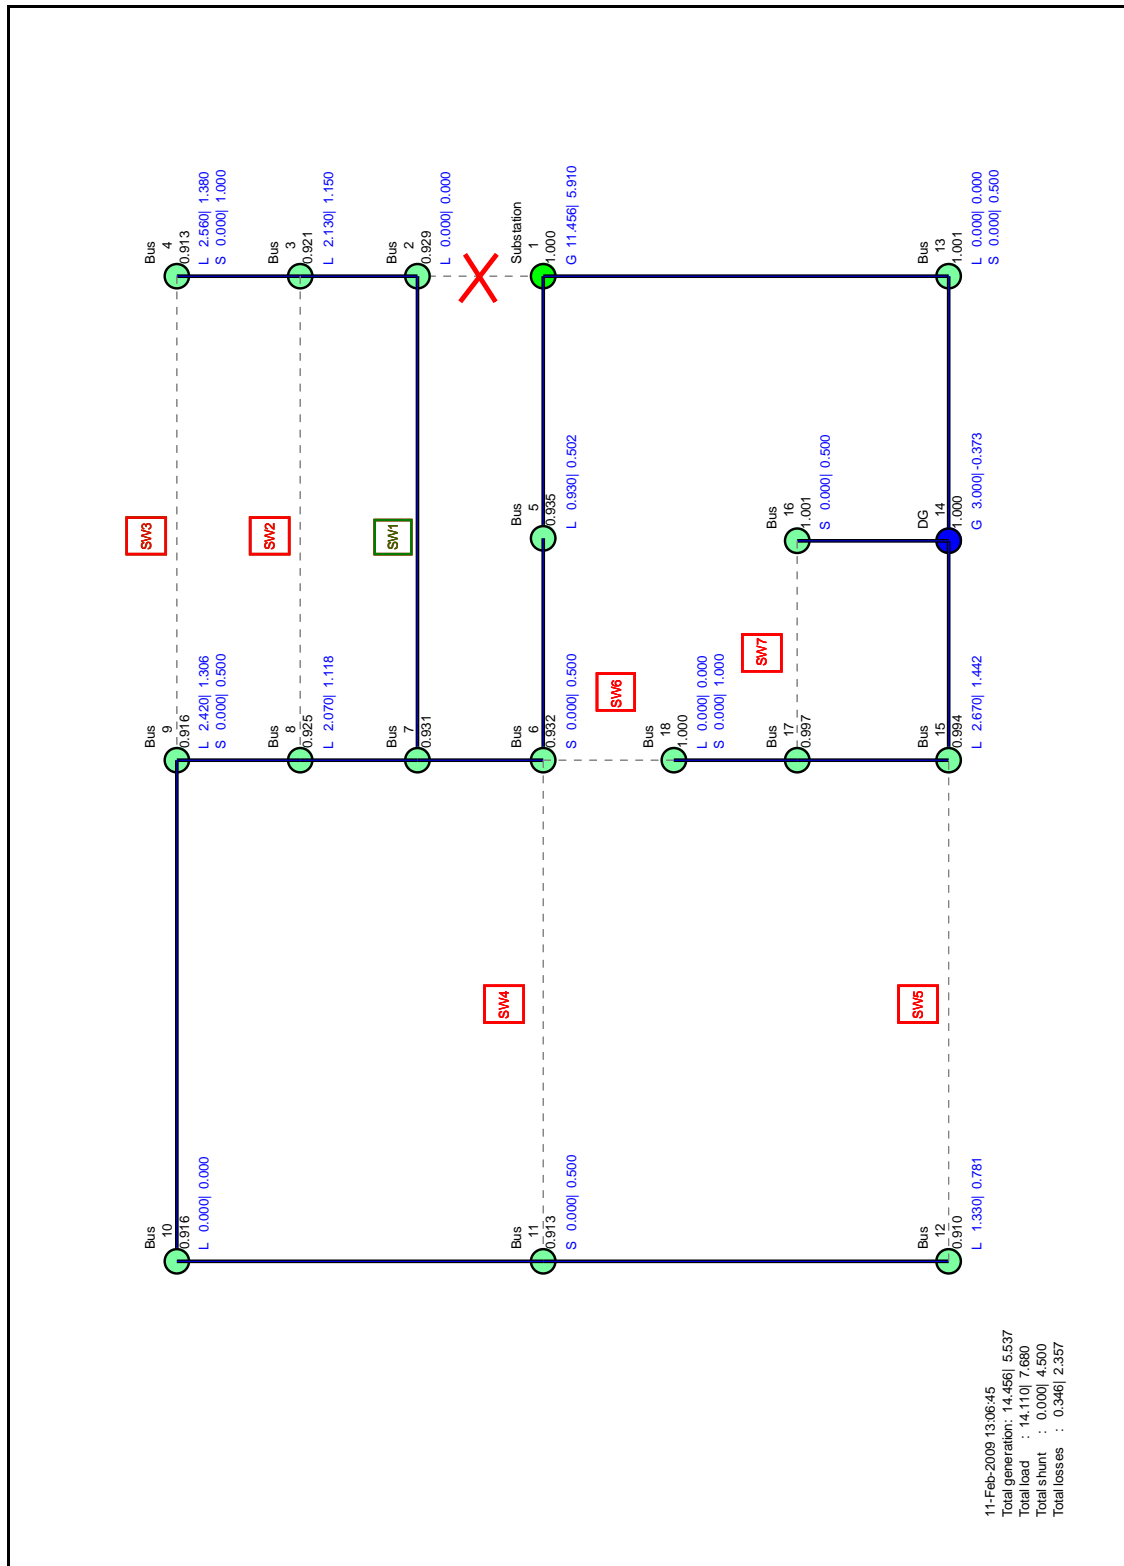 Bus 4
0.913
L 2.560| 1.380
S 0.000| 1.000
Bus 3
0.921
L 2.130| 1.150
Bus 2
0.929
L 0.000| 0.000
Substation 1
1.000
G 11.456| 5.910
Bus 13
1.001
L 0.000| 0.000
S 0.000| 0.500
SW3
SW2
SW1
Bus 5
0.935
L 0.930| 0.502
Bus 16
1.001
S 0.000| 0.500
DG 14
1.000
G 3.000|-0.373
Bus 9
0.916
L 2.420| 1.306
S 0.000| 0.500
Bus 8
0.925
L 2.070| 1.118
Bus 7
0.931
Bus 6
0.932
S 0.000| 0.500
SW6
Bus 18
1.000
L 0.000| 0.000
S 0.000| 1.000
SW7
Bus 17
0.997
Bus 15
0.994
L 2.670| 1.442
SW4
SW5
Bus 10
0.916
L 0.000| 0.000
Bus 11
0.913
S 0.000| 0.500
Bus 12
0.910
L 1.330| 0.781
11-Feb-2009 13:06:45
Total generation: 14.456| 5.537
Total load : 14.110| 7.680
Total shunt : 0.000| 4.500
Total losses : 0.346| 2.357